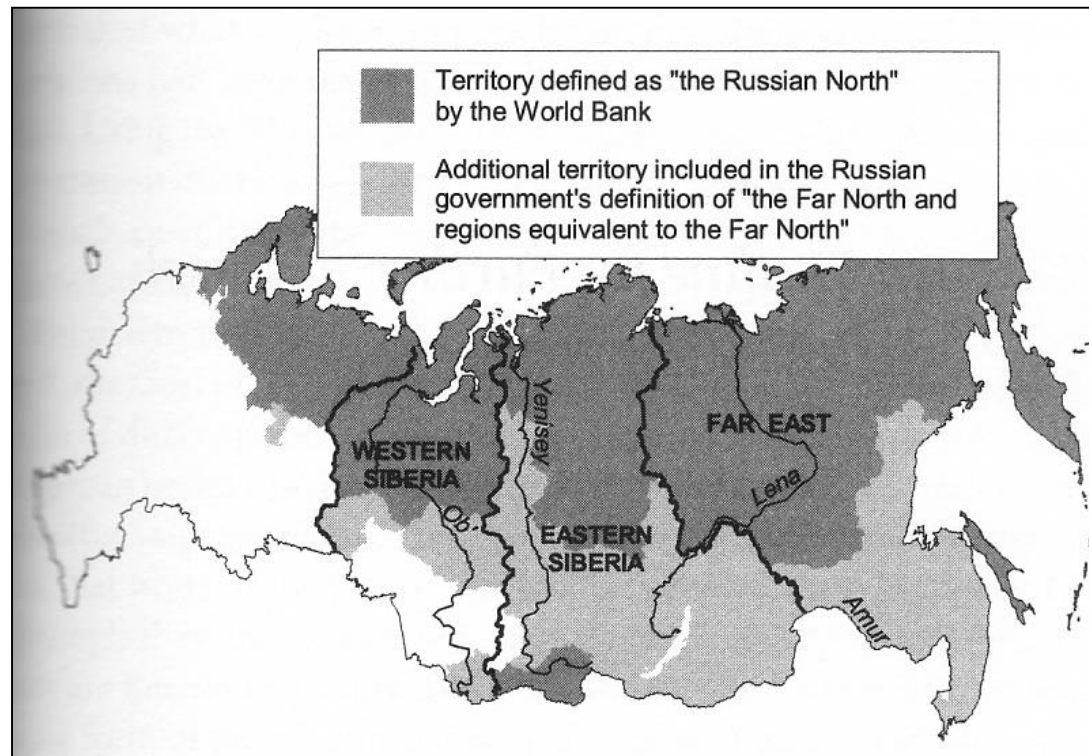 Territory defined as "the Russian North"
by the World Bank
Additional territory included in the Russian
government's definition of "the Far North and
regions equivalent to the Far North"
WESTERN
SIBERIA
Ob'
Yenisey
EASTERN
SIBERIA
FAR EAST
Lena
Amur